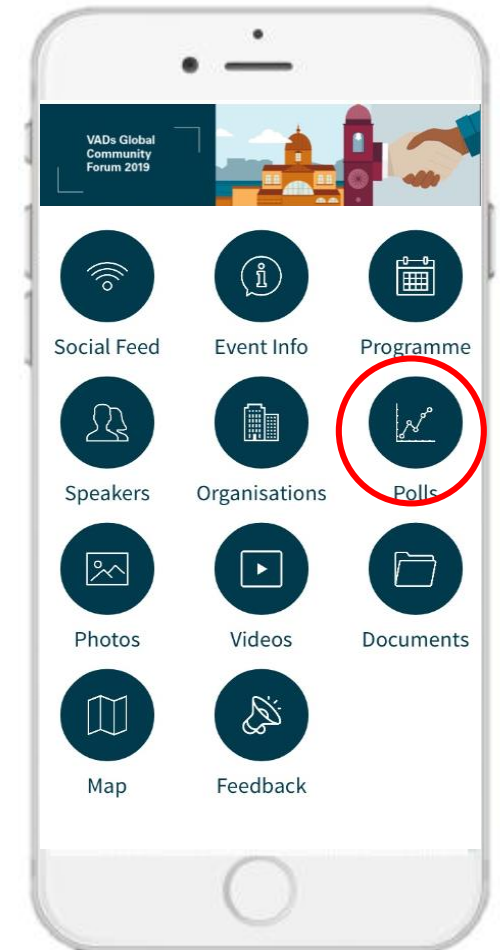 VADs Global
Community
Forum 2019
Social Feed
Event Info
Programme
Speakers
Organisations
Polls
Photos
Videos
Documents
Map
Feedback